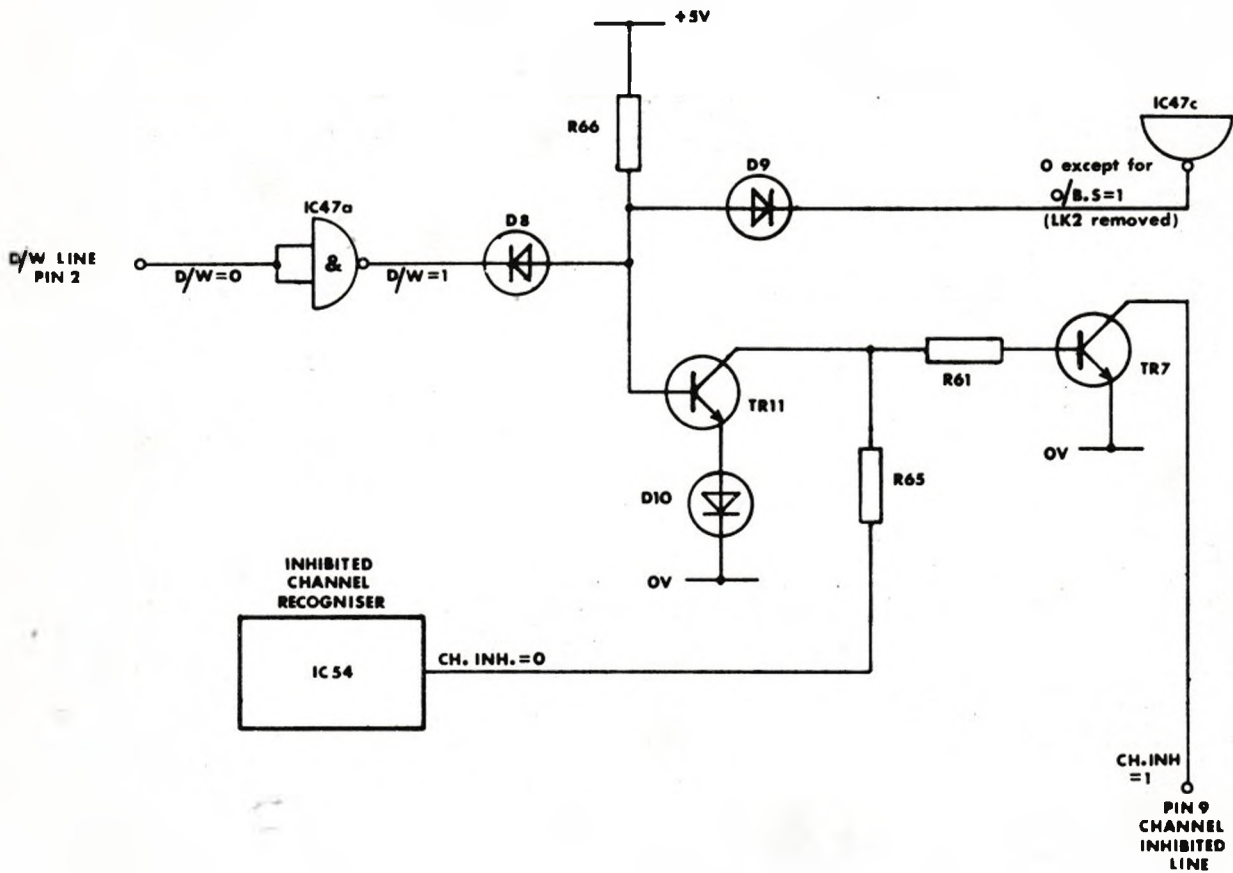 +5V
R66
IC47c
D9
0 except for
O/B.S=1
(LK2 removed)
IC47a
D8
D/W LINE
PIN 2
D/W=0
&
D/W=1
TR11
R61
TR7
0V
R65
D10
0V
INHIBITED
CHANNEL
RECOGNISER
IC54
CH. INH.=0
CH.INH
=1
PIN 9
CHANNEL
INHIBITED
LINE